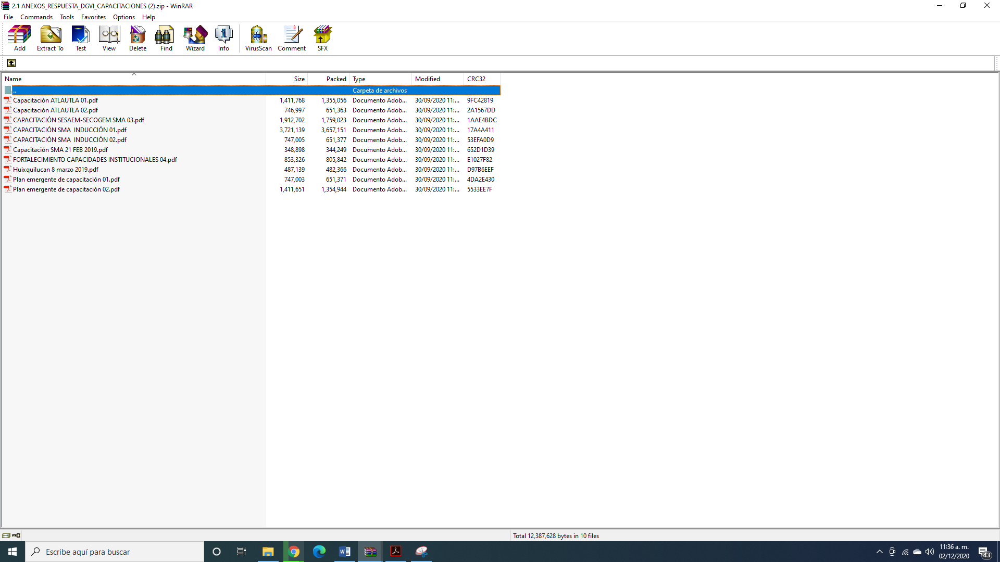 2.1 ANEXOS_RESPUESTA_DGVI_CAPACITACIONES (2).zip - WinRAR
File Commands Tools Favorites Options Help
Add Extract To Test View Delete Find Wizard Info VirusScan Comment SFX
Name Size Packed Type Modified CRC32
.. Carpeta de archivos
Capacitación ATLAUTLA 01.pdf 1,411,768 1,355,056 Documento Adob... 30/09/2020 11:... 9FC42819
Capacitación ATLAUTLA 02.pdf 746,997 651,363 Documento Adob... 30/09/2020 11:... 2A1567DD
CAPACITACIÓN SESAEM-SECOGEM SMA 03.pdf 1,912,702 1,759,023 Documento Adob... 30/09/2020 11:... 1AAE4BDC
CAPACITACIÓN SMA  INDUCCIÓN 01.pdf 3,721,139 3,657,151 Documento Adob... 30/09/2020 11:... 17A4A411
CAPACITACIÓN SMA  INDUCCIÓN 02.pdf 747,005 651,377 Documento Adob... 30/09/2020 11:... 53EFA0D9
Capacitación SMA 21 FEB 2019.pdf 348,898 344,249 Documento Adob... 30/09/2020 11:... 652D1D39
FORTALECIMIENTO CAPACIDADES INSTITUCIONALES 04.pdf 853,326 805,842 Documento Adob... 30/09/2020 11:... E1027F82
Huixquilucan 8 marzo 2019.pdf 487,139 482,366 Documento Adob... 30/09/2020 11:... D97B6EEF
Plan emergente de capacitación 01.pdf 747,003 651,371 Documento Adob... 30/09/2020 11:... 4DA2E430
Plan emergente de capacitación 02.pdf 1,411,651 1,354,944 Documento Adob... 30/09/2020 11:... 5533EE7F
Total 12,387,628 bytes in 10 files
Escribe aquí para buscar
11:36 a. m.
02/12/2020
43